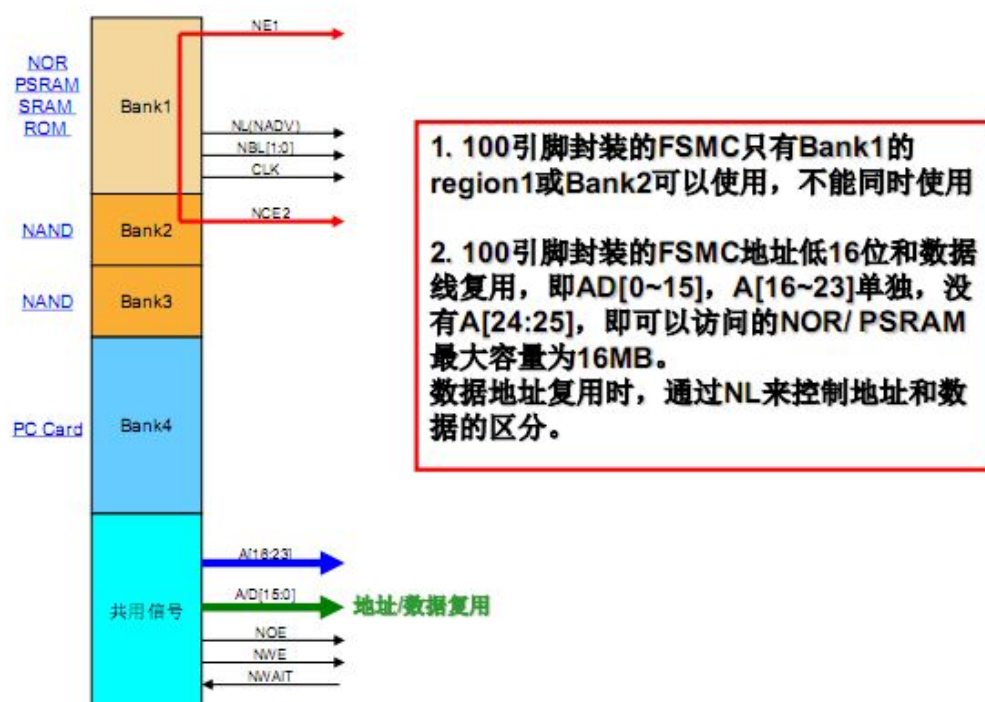 NE1
NOR
PSRAM
SRAM
ROM
Bank1
NL(NADV)
NBL[1:0]
CLK
NCE2
NAND
Bank2
NAND
Bank3
PC Card
Bank4
共用信号
A[16:23]
A/D[15:0]
地址/数据复用
NOE
NWE
NWAIT
1. 100引脚封装的FSMC只有Bank1的
region1或Bank2可以使用，不能同时使用
2. 100引脚封装的FSMC地址低16位和数据
线复用，即AD[0~15]，A[16~23]单独，没
有A[24:25]，即可以访问的NOR/ PSRAM
最大容量为16MB。
数据地址复用时，通过NL来控制地址和数
据的区分。